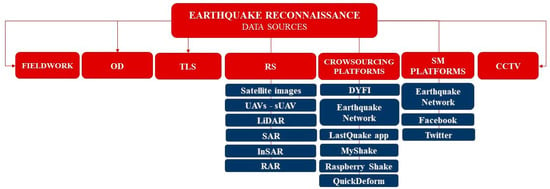 EARTHQUAKE RECONNAISSANCE
DATA SOURCES
FIELDWORK
OD
TLS
RS
CROWSOURCING
PLATFORMS
SM
PLATFORMS
CCTV
Satellite images
UAVs - sUAV
LiDAR
SAR
InSAR
RAR
DYFI
Earthquake
Network
LastQuake app
MyShake
Raspberry Shake
QuickDeform
Earthquake
Network
Facebook
Twitter